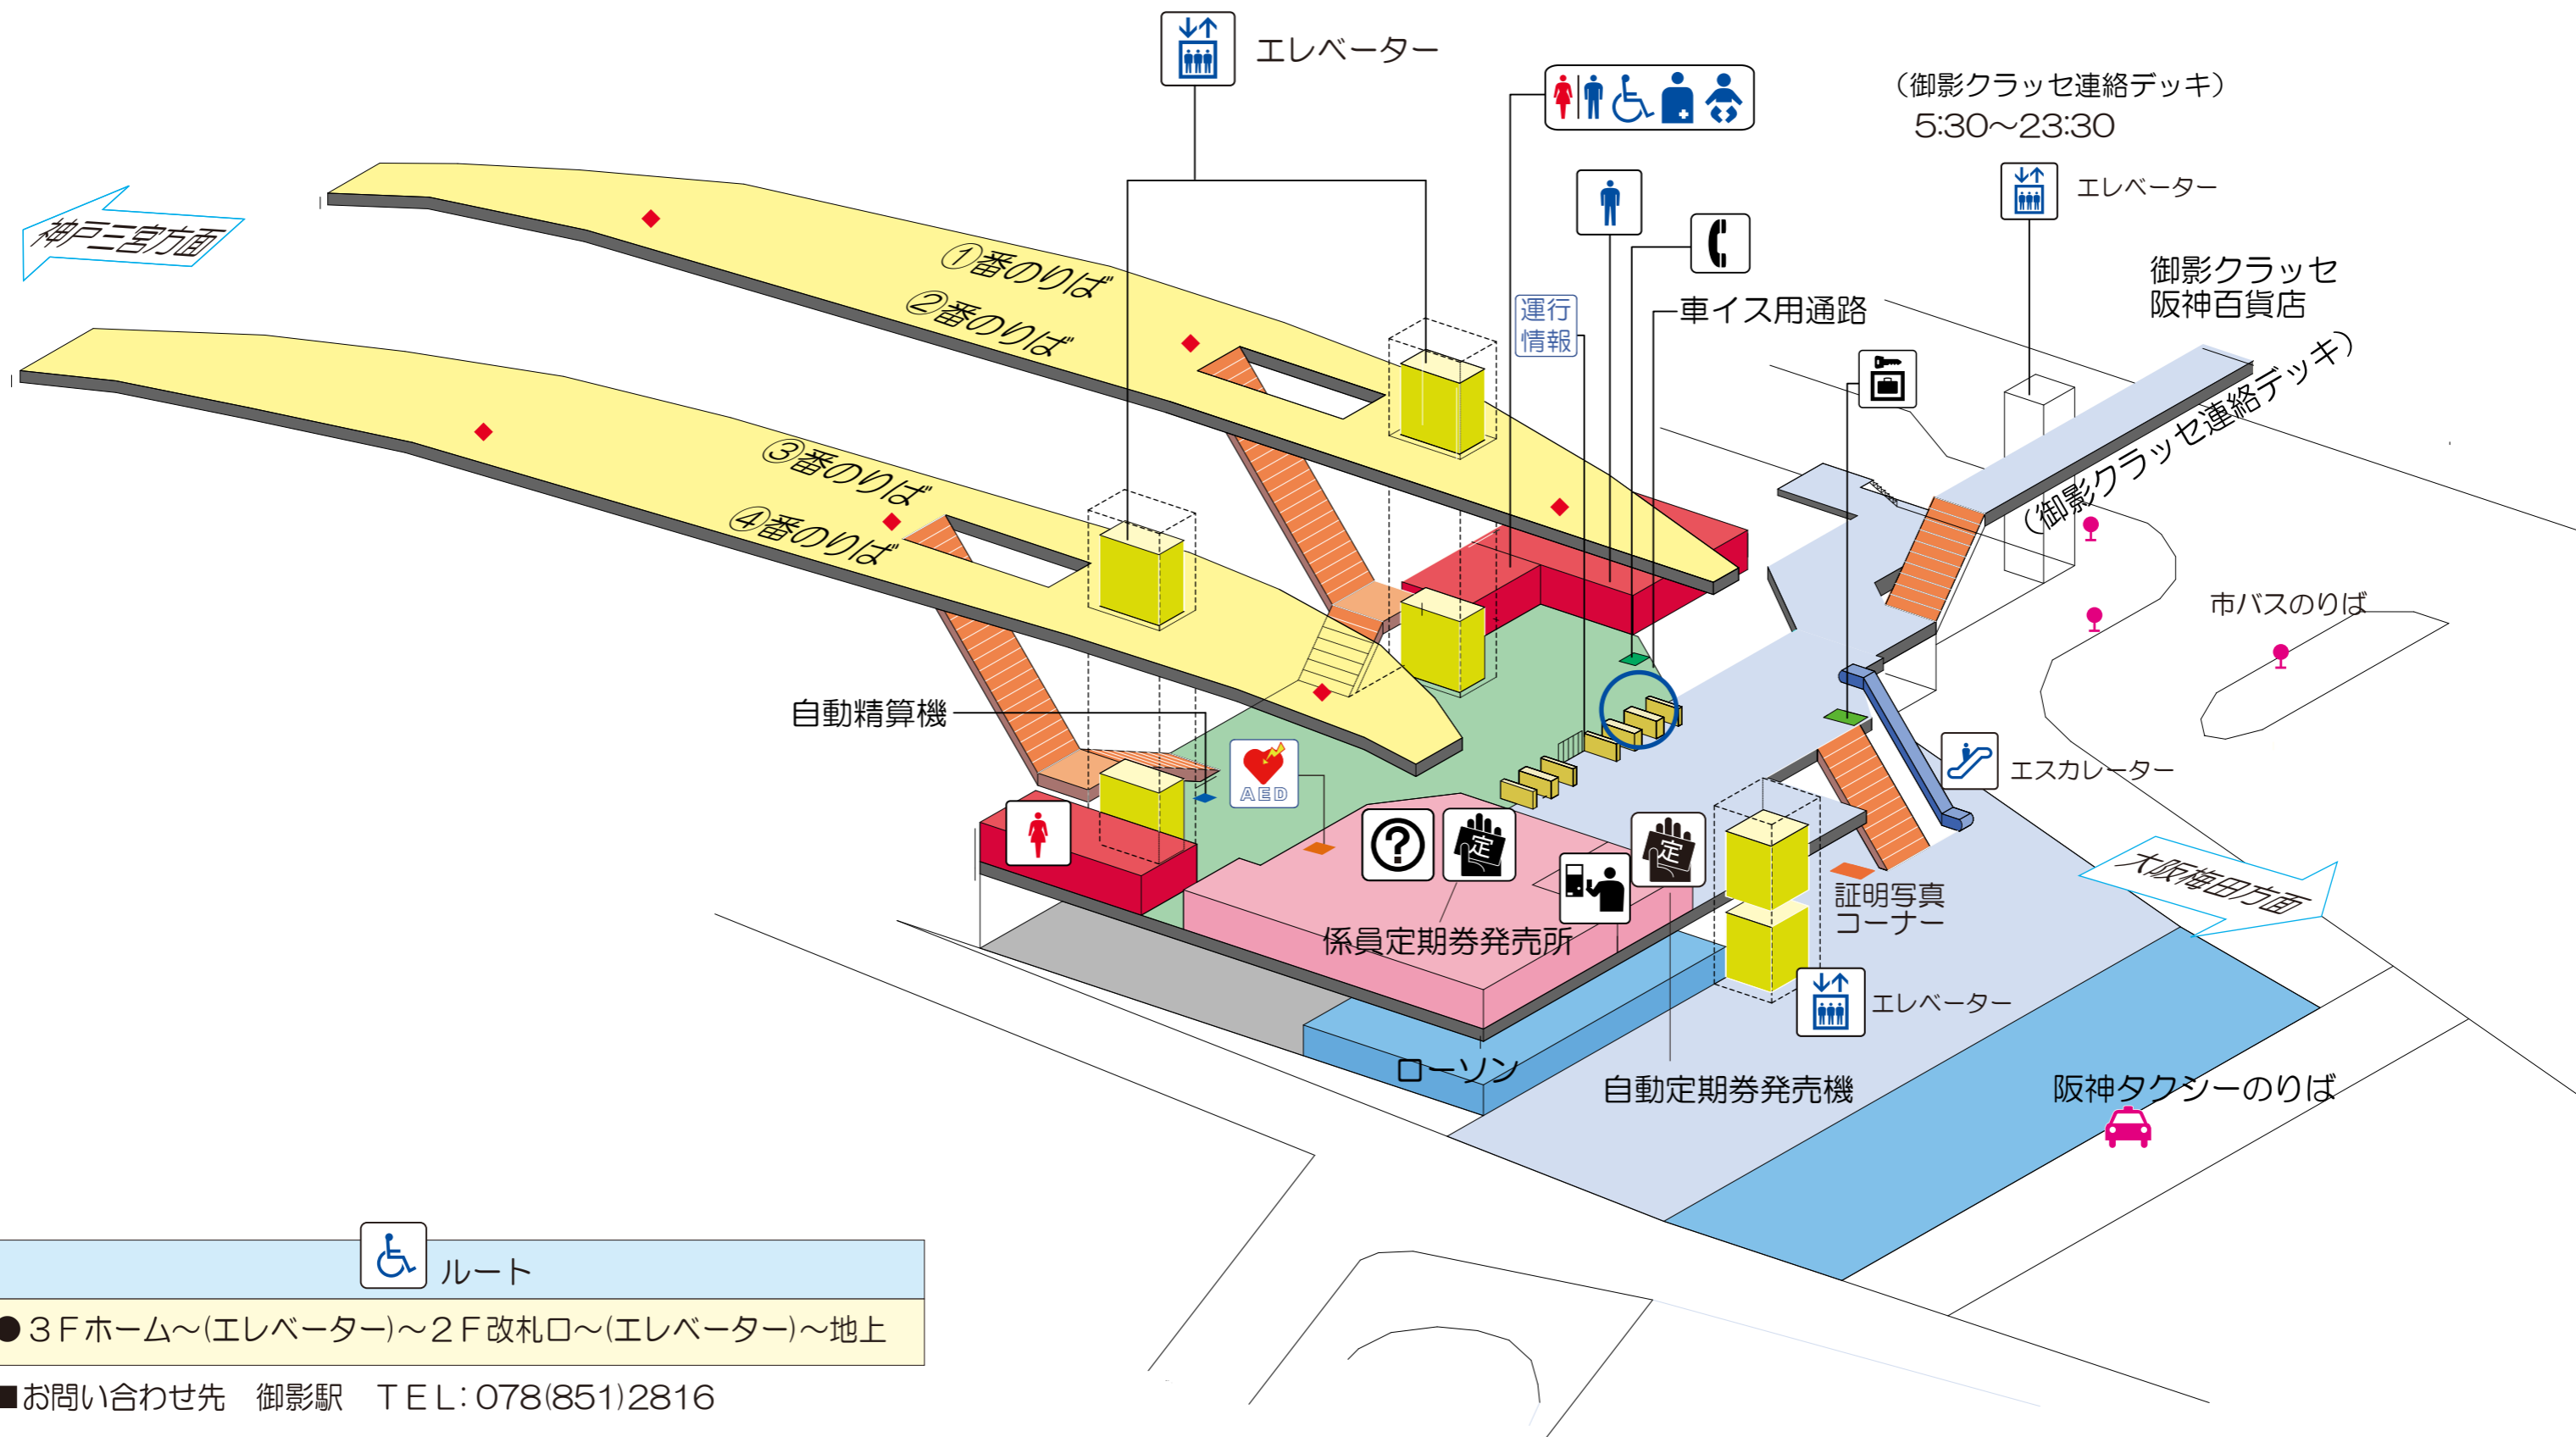 エレベーター
(御影クラッセ連絡デッキ)
5:30〜23:30
エレベーター
神戸三宮方面
①番のりば
②番のりば
運行
情報
車イス用通路
御影クラッセ
阪神百貨店
(御影クラッセ連絡デッキ)
③番のりば
④番のりば
市バスのりば
自動精算機
AED
エスカレーター
定
定
証明写真
コーナー
大阪梅田方面
係員定期券発売所
エレベーター
ローソン
自動定期券発売機
阪神タクシーのりば
ルート
●3Fホーム〜(エレベーター)〜2F改札口〜(エレベーター)〜地上
■お問い合わせ先 御影駅 TEL:078(851)2816